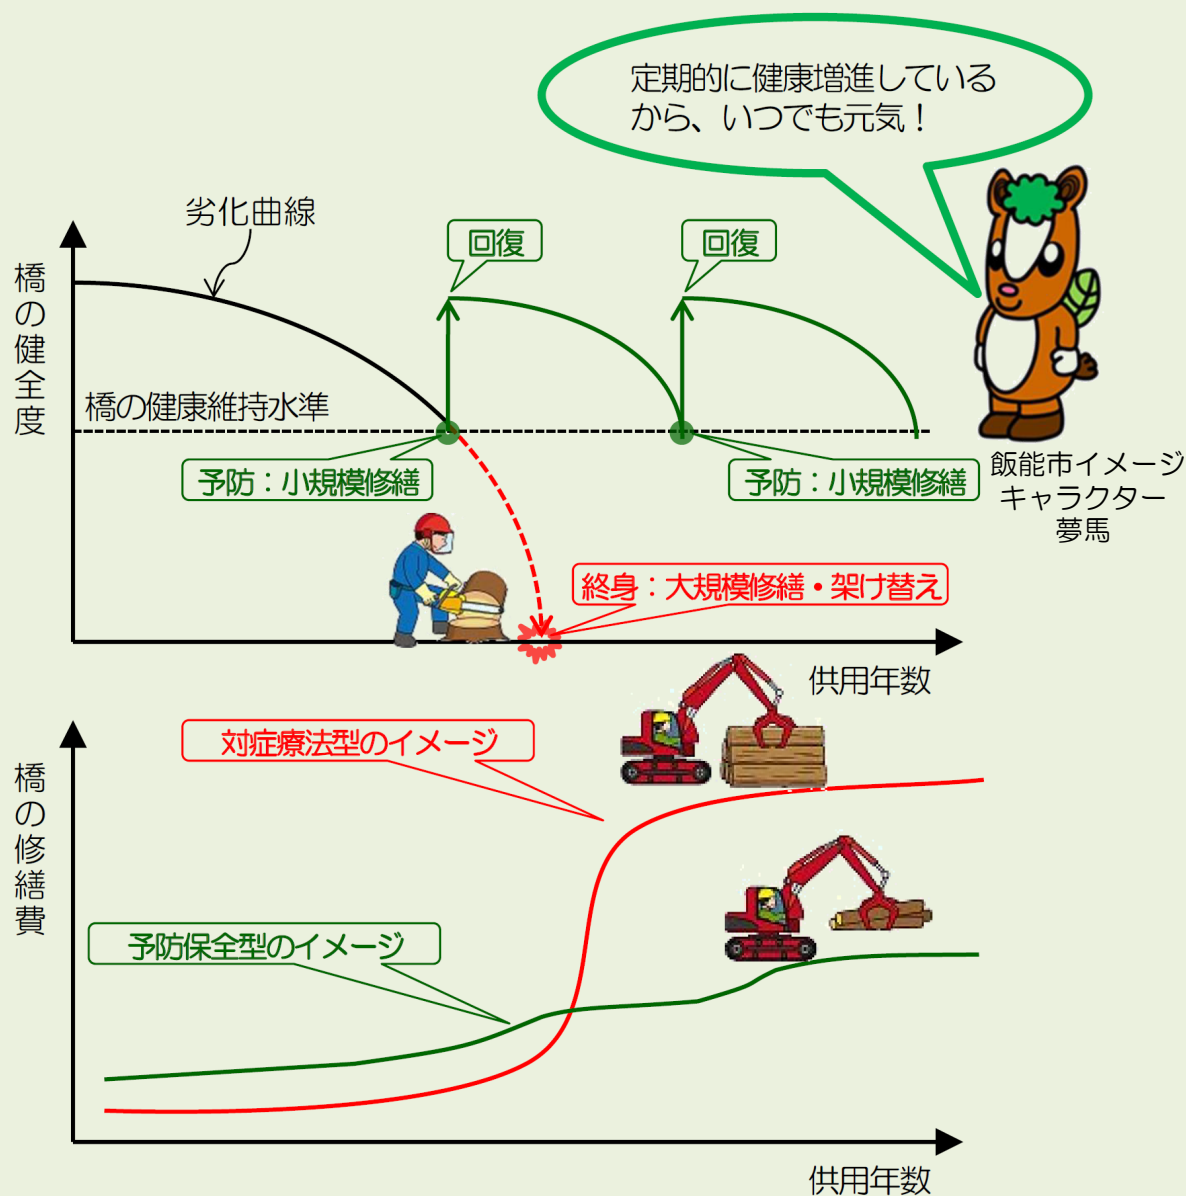 定期的に健康増進している
から、いつでも元気！
劣化曲線
回復
回復
橋の健全度
橋の健康維持水準
予防：小規模修繕
予防：小規模修繕
飯能市イメージ
キャラクター
夢馬
終身：大規模修繕・架け替え
供用年数
対症療法型のイメージ
橋の修繕費
予防保全型のイメージ
供用年数